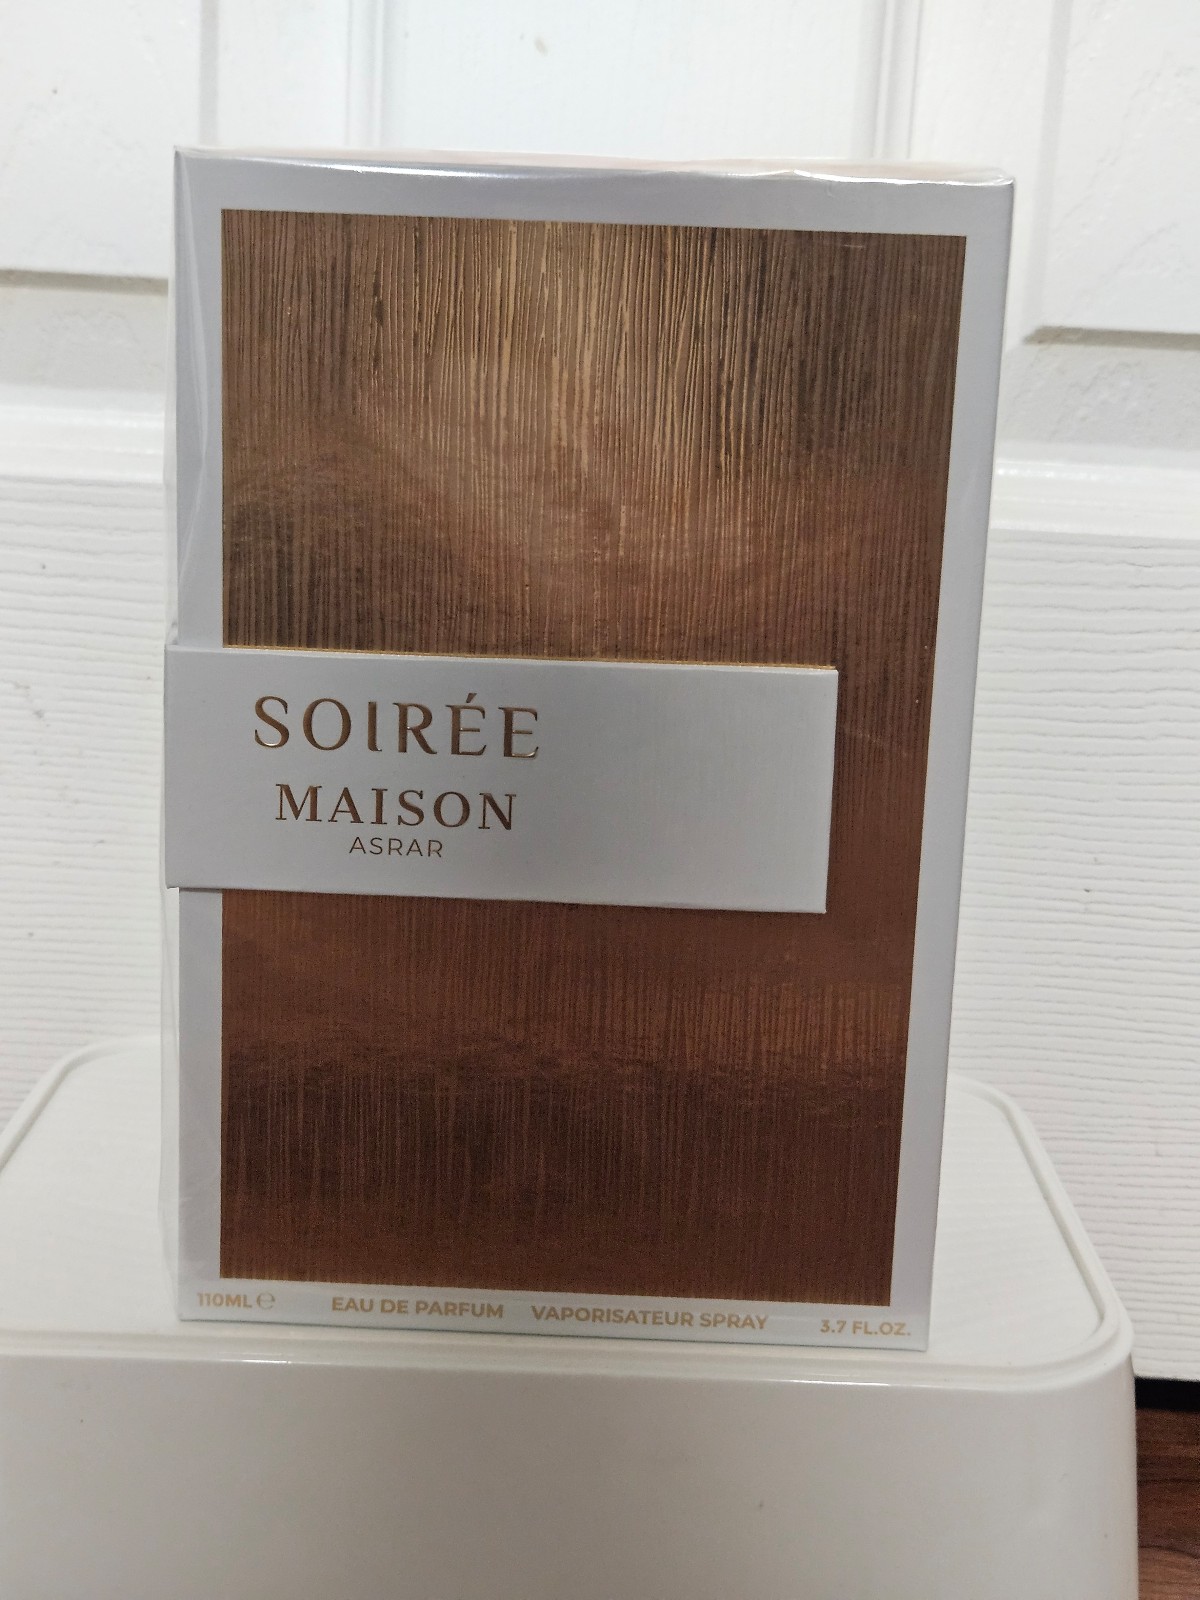 SOIRÉE
MAISON
ASRAR
110ML ℮ EAU DE PARFUM VAPORISATEUR SPRAY 3.7 FL.OZ.